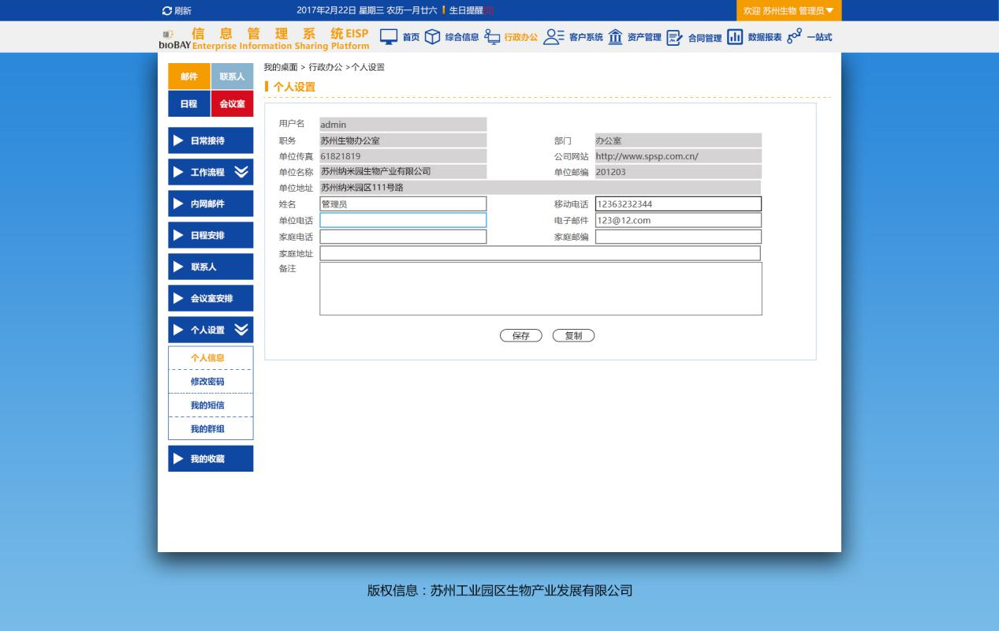 刷新 2017年2月22日 星期三 农历一月廿六 生日提醒[0] 欢迎 苏州生物 管理员
bioBAY 信息管理系统EISP
Enterprise Information Sharing Platform
首页 综合信息 行政办公 客户系统 资产管理 合同管理 数据报表 一站式
邮件 联系人
日程 会议室
日常接待
工作流程
内网邮件
日程安排
联系人
会议室安排
个人设置
个人信息
修改密码
我的短信
我的群组
我的收藏
我的桌面 > 行政办公 >个人设置
个人设置
用户名 admin
职务 苏州生物办公室 部门 办公室
单位传真 61821819 公司网站 http://www.spsp.com.cn/
单位名称 苏州纳米园生物产业有限公司 单位邮编 201203
单位地址 苏州纳米园区111号路
姓名 管理员 移动电话 12363232344
单位电话 电子邮件 123@12.com
家庭电话 家庭邮编
家庭地址
备注
保存 复制
版权信息：苏州工业园区生物产业发展有限公司